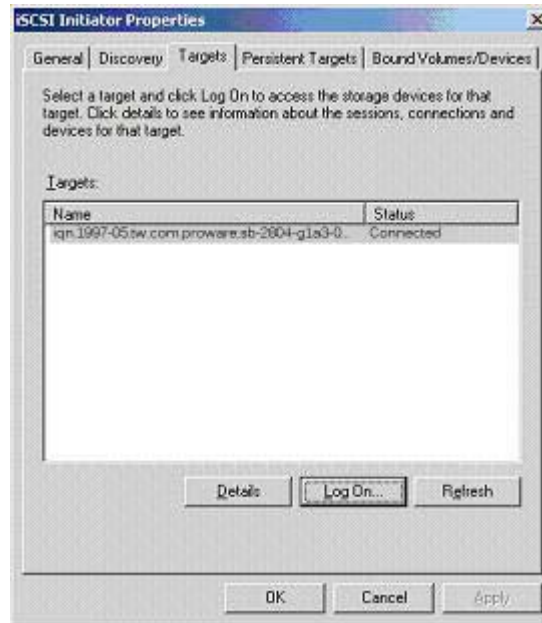 iSCSI Initiator Properties
General Discovery Targets Persistent Targets Bound Volumes/Devices
Select a target and click Log On to access the storage devices for that
target. Click details to see information about the sessions, connections and
devices for that target.
Targets:
Name Status
iqn.1997-05.tw.com.proware:sb-2804-g1a3-0... Connected
Details Log On... Refresh
OK Cancel Apply